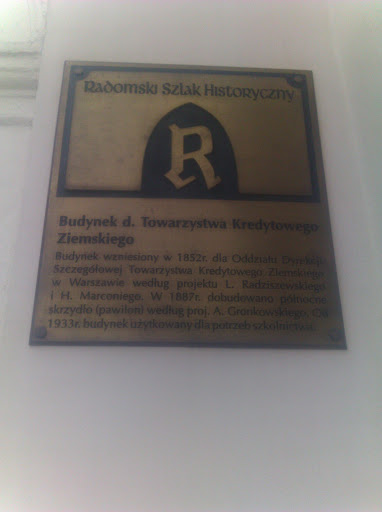 Radomski Szlak Historyczny
R
Budynek d. Towarzystwa Kredytowego
Ziemskiego
Budynek wzniesiony w 1852r. dla Oddziału Dyrekcji
Szczegółowej Towarzystwa Kredytowego Ziemskiego
w Warszawie według projektu L. Radziszewskiego
i H. Marconiego. W 1887r. dobudowano północne
skrzydło (pawilon) według proj. A. Gronkowskiego. Od
1933r. budynek użytkowany dla potrzeb szkolnictwa.